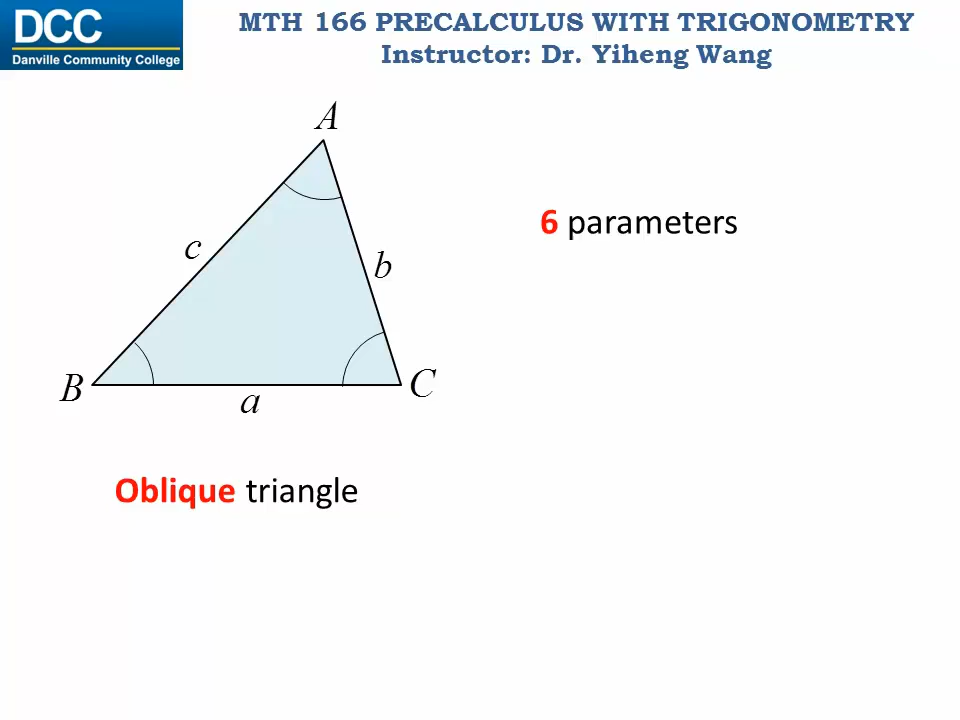 DCC
Danville Community College
MTH 166 PRECALCULUS WITH TRIGONOMETRY
Instructor: Dr. Yiheng Wang
A
6 parameters
c
b
B
C
a
Oblique triangle